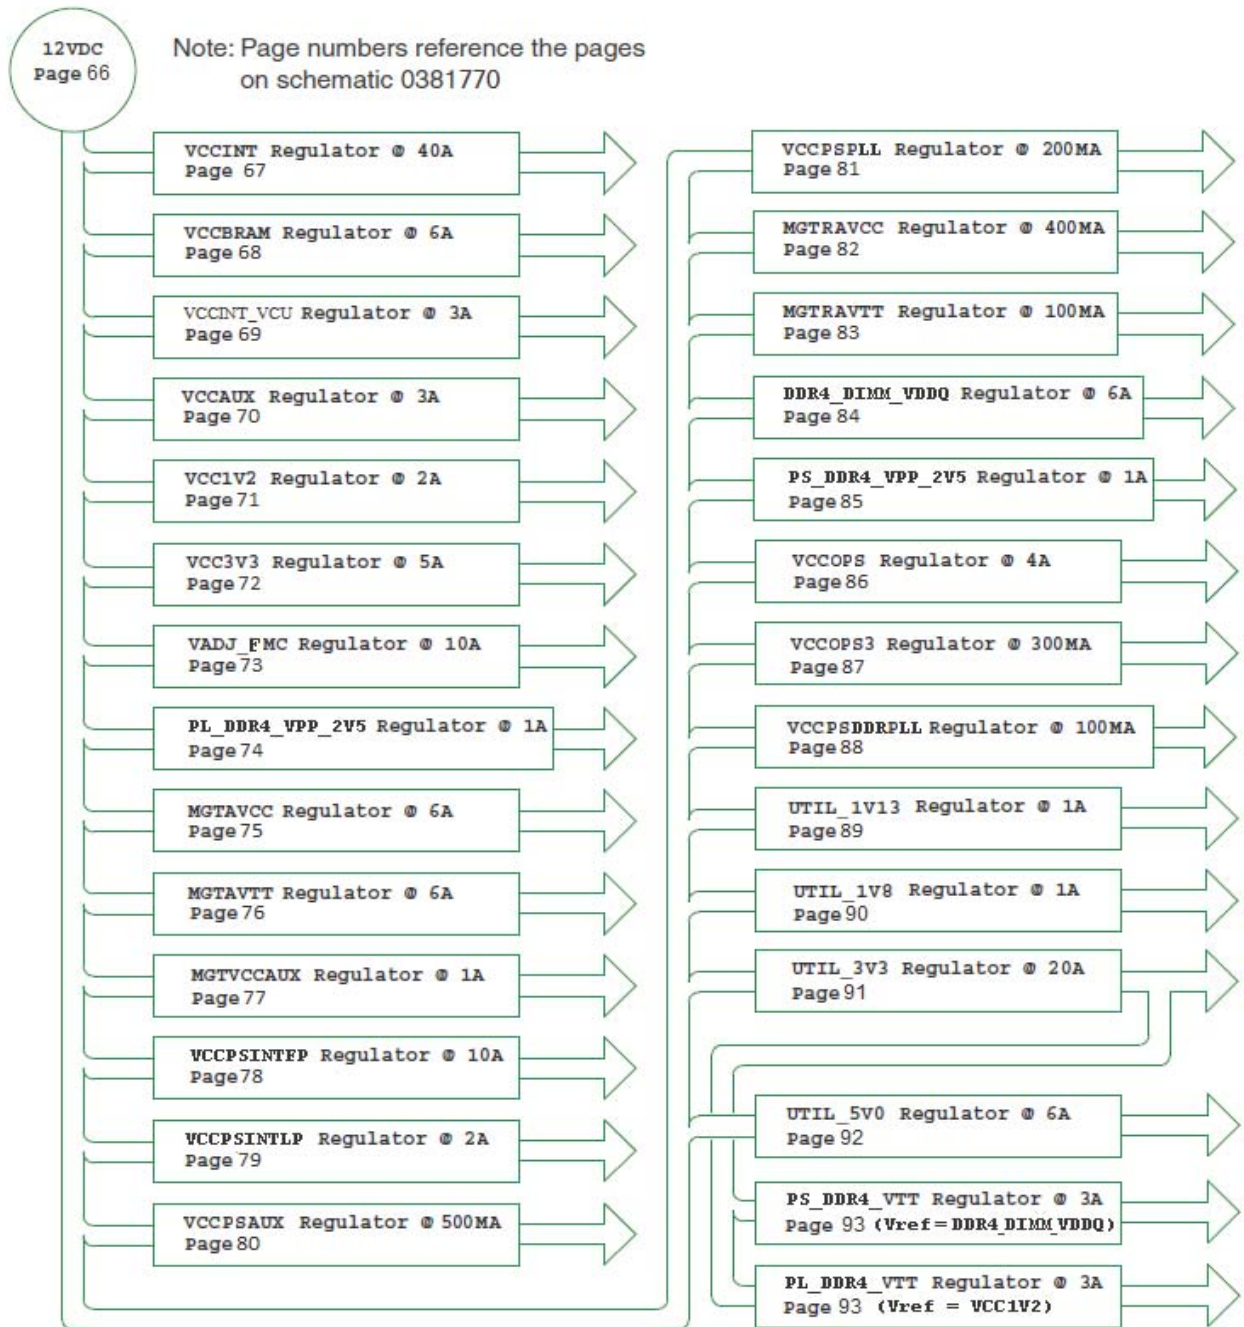 12VDC
Page 66
Note: Page numbers reference the pages
on schematic 0381770
VCCINT Regulator @ 40A
Page 67
VCCBRAM Regulator @ 6A
Page 68
VCCINT_VCU Regulator @ 3A
Page 69
VCCAUX Regulator @ 3A
Page 70
VCC1V2 Regulator @ 2A
Page 71
VCC3V3 Regulator @ 5A
Page 72
VADJ_FMC Regulator @ 10A
Page 73
PL_DDR4_VPP_2V5 Regulator @ 1A
Page 74
MGTAVCC Regulator @ 6A
Page 75
MGTAVTT Regulator @ 6A
Page 76
MGTVCCAUX Regulator @ 1A
Page 77
VCCPSINTFP Regulator @ 10A
Page 78
VCCPSINTLP Regulator @ 2A
Page 79
VCCPSAUX Regulator @ 500MA
Page 80
VCCPSPLL Regulator @ 200MA
Page 81
MGTRAVCC Regulator @ 400MA
Page 82
MGTRAVTT Regulator @ 100MA
Page 83
DDR4_DIMM_VDDQ Regulator @ 6A
Page 84
PS_DDR4_VPP_2V5 Regulator @ 1A
Page 85
VCCOPS Regulator @ 4A
Page 86
VCCOPS3 Regulator @ 300MA
Page 87
VCCPSDDRPLL Regulator @ 100MA
Page 88
UTIL_1V13 Regulator @ 1A
Page 89
UTIL_1V8 Regulator @ 1A
Page 90
UTIL_3V3 Regulator @ 20A
Page 91
UTIL_5V0 Regulator @ 6A
Page 92
PS_DDR4_VTT Regulator @ 3A
Page 93 (Vref=DDR4_DIMM_VDDQ)
PL_DDR4_VTT Regulator @ 3A
Page 93 (Vref = VCC1V2)